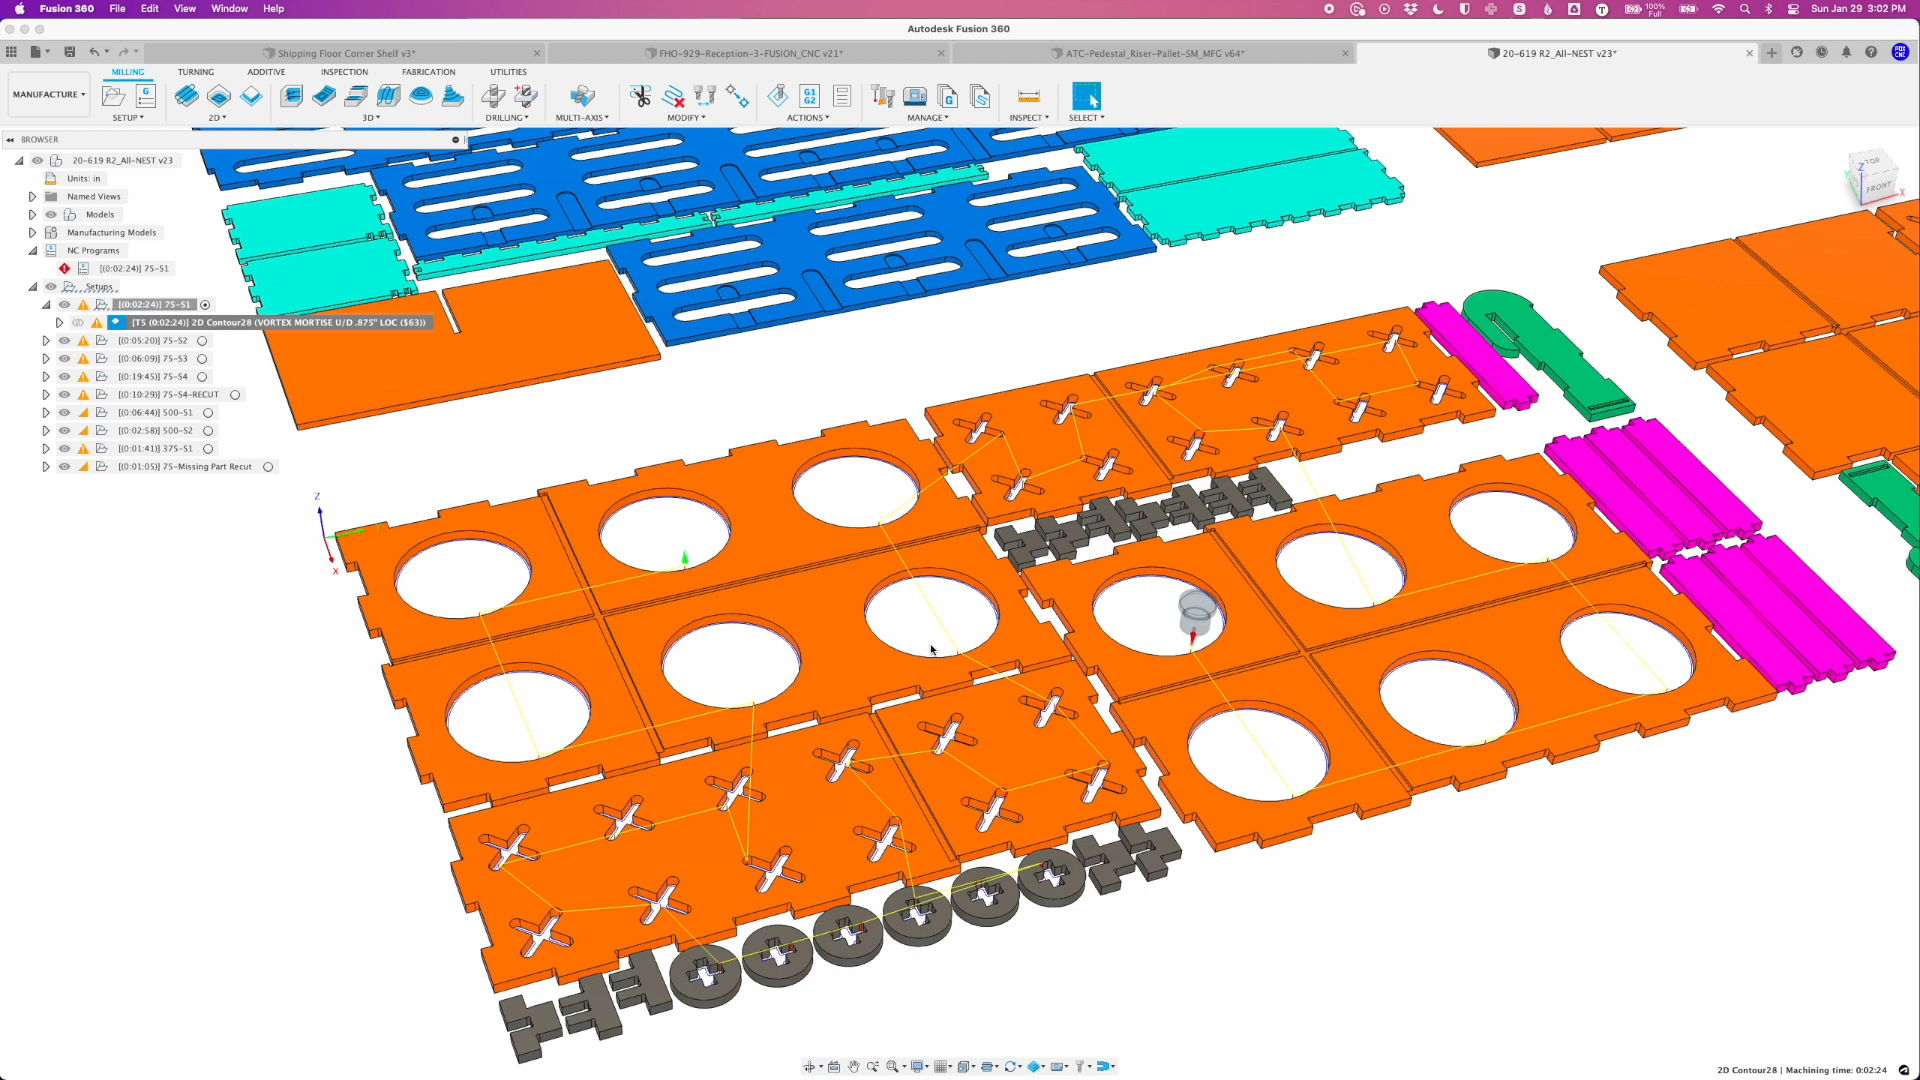 Fusion 360 File Edit View Window Help
100% Full Sun Jan 29 3:02 PM
Autodesk Fusion 360
Shipping Floor Corner Shelf v3* FHO-929-Reception-3-FUSION_CNC v21* ATC-Pedestal_Riser-Pallet-SM_MFG v64* 20-619 R2_All-NEST v23*
MILLING TURNING ADDITIVE INSPECTION FABRICATION UTILITIES
MANUFACTURE
SETUP 2D 3D DRILLING MULTI-AXIS MODIFY ACTIONS MANAGE INSPECT SELECT
BROWSER
20-619 R2_All-NEST v23
Units: in
Named Views
Models
Manufacturing Models
NC Programs
[(0:02:24)] 75-S1
Setups
[(0:02:24)] 75-S1
[T5 (0:02:24)] 2D Contour28 (VORTEX MORTISE U/D .875" LOC ($63))
[(0:05:20)] 75-S2
[(0:06:09)] 75-S3
[(0:19:45)] 75-S4
[(0:10:29)] 75-S4-RECUT
[(0:06:44)] 500-S1
[(0:02:58)] 500-S2
[(0:01:41)] 375-S1
[(0:01:05)] 75-Missing Part Recut
TOP
FRONT
Z
X
Z
X
2D Contour28 | Machining time: 0:02:24